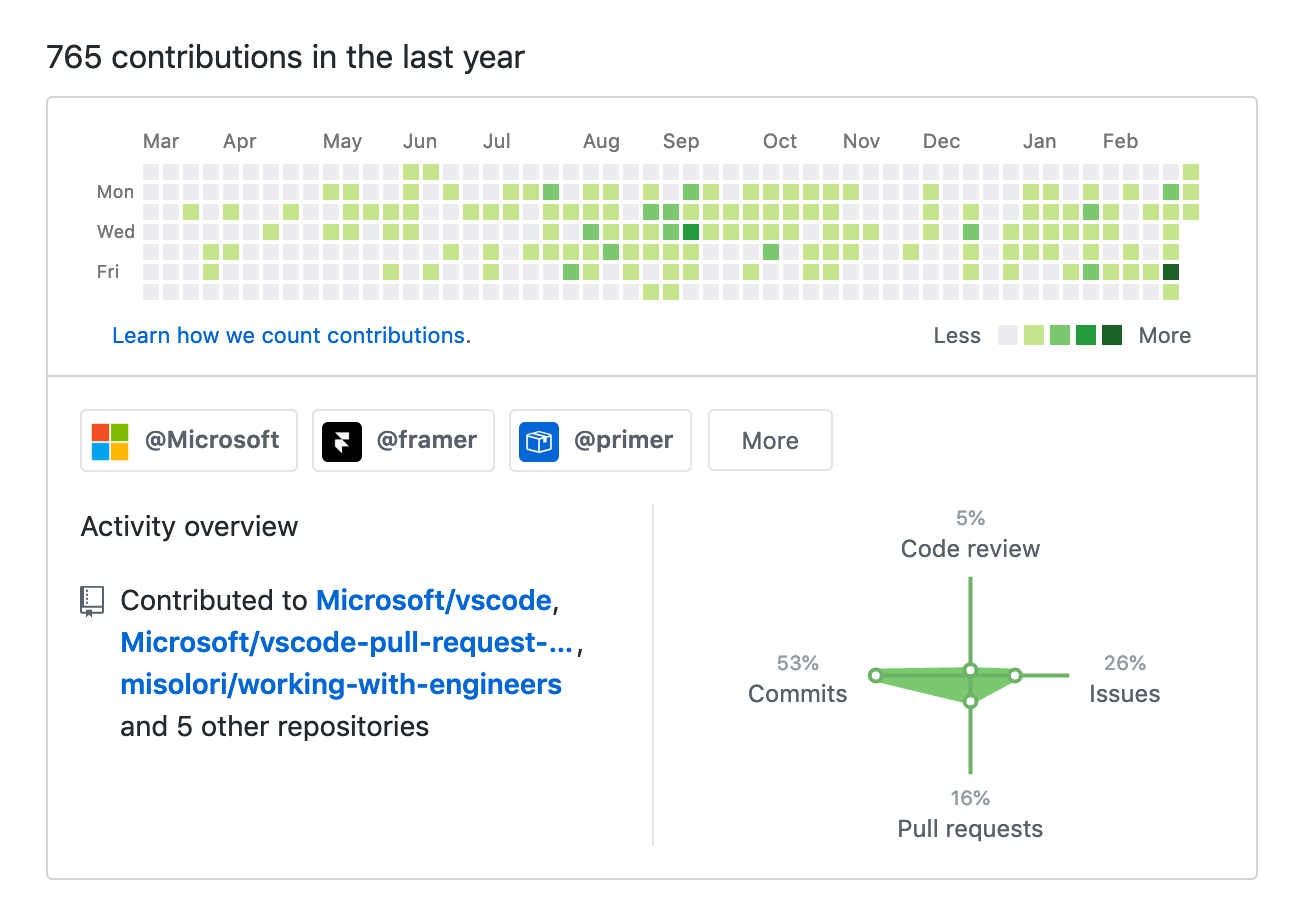 765 contributions in the last year
Mar Apr May Jun Jul Aug Sep Oct Nov Dec Jan Feb
Mon
Wed
Fri
Learn how we count contributions.
Less More
@Microsoft @framer @primer More
Activity overview
Contributed to Microsoft/vscode,
Microsoft/vscode-pull-request-... ,
misolori/working-with-engineers
and 5 other repositories
5%
Code review
53%
Commits
26%
Issues
16%
Pull requests